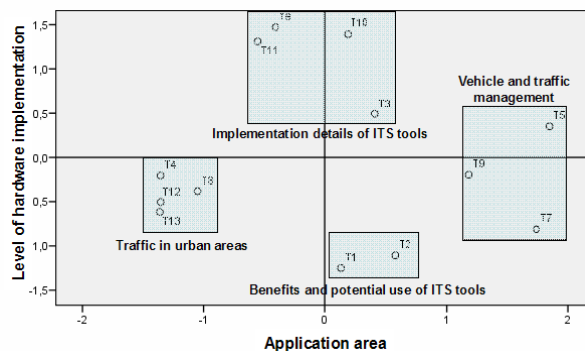 1,5
T6
T10
T11
1,0
Vehicle and traffic
management
T3
0,5
T5
Implementation details of ITS tools
0,0
T4
T8
T9
T12
0,5
T13
T7
Traffic in urban areas
1,0
T2
T1
Benefits and potential use of ITS tools
1,5
-2
-1
0
1
2
Level of hardware implementation
Application area